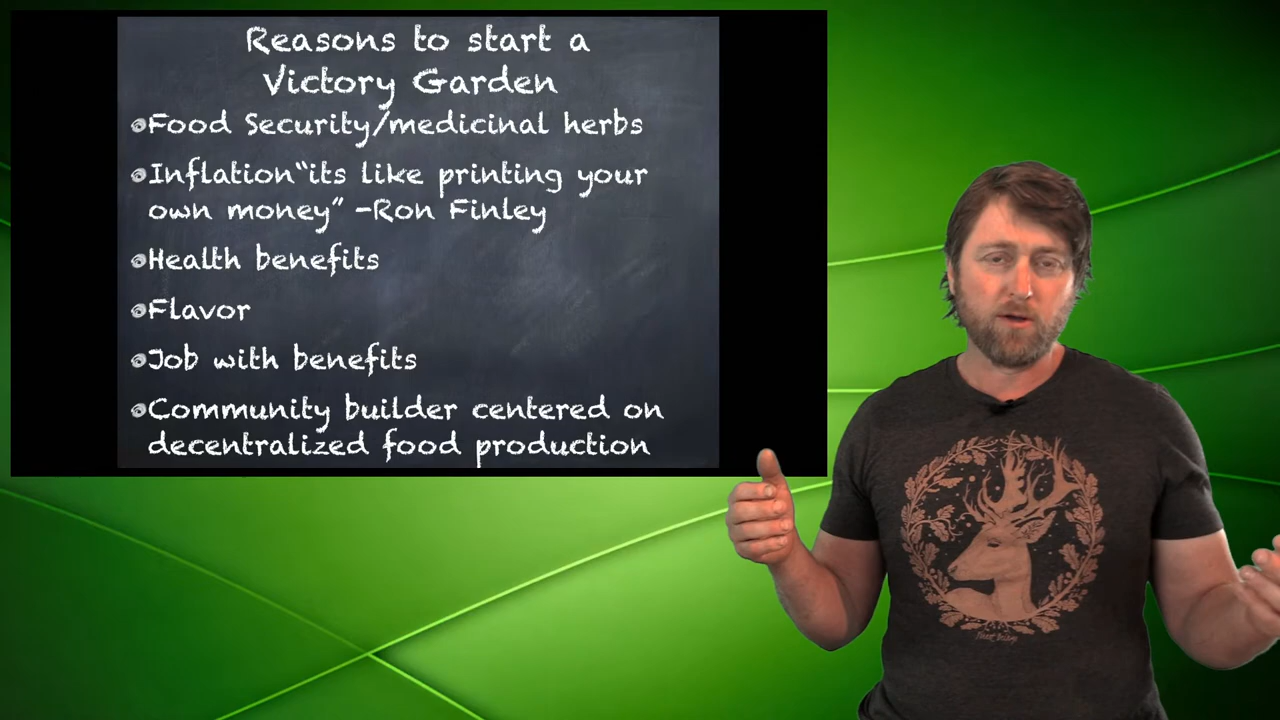 Reasons to start a
Victory Garden
Food Security/medicinal herbs
Inflation“its like printing your
own money” -Ron Finley
Health benefits
Flavor
Job with benefits
Community builder centered on
decentralized food production